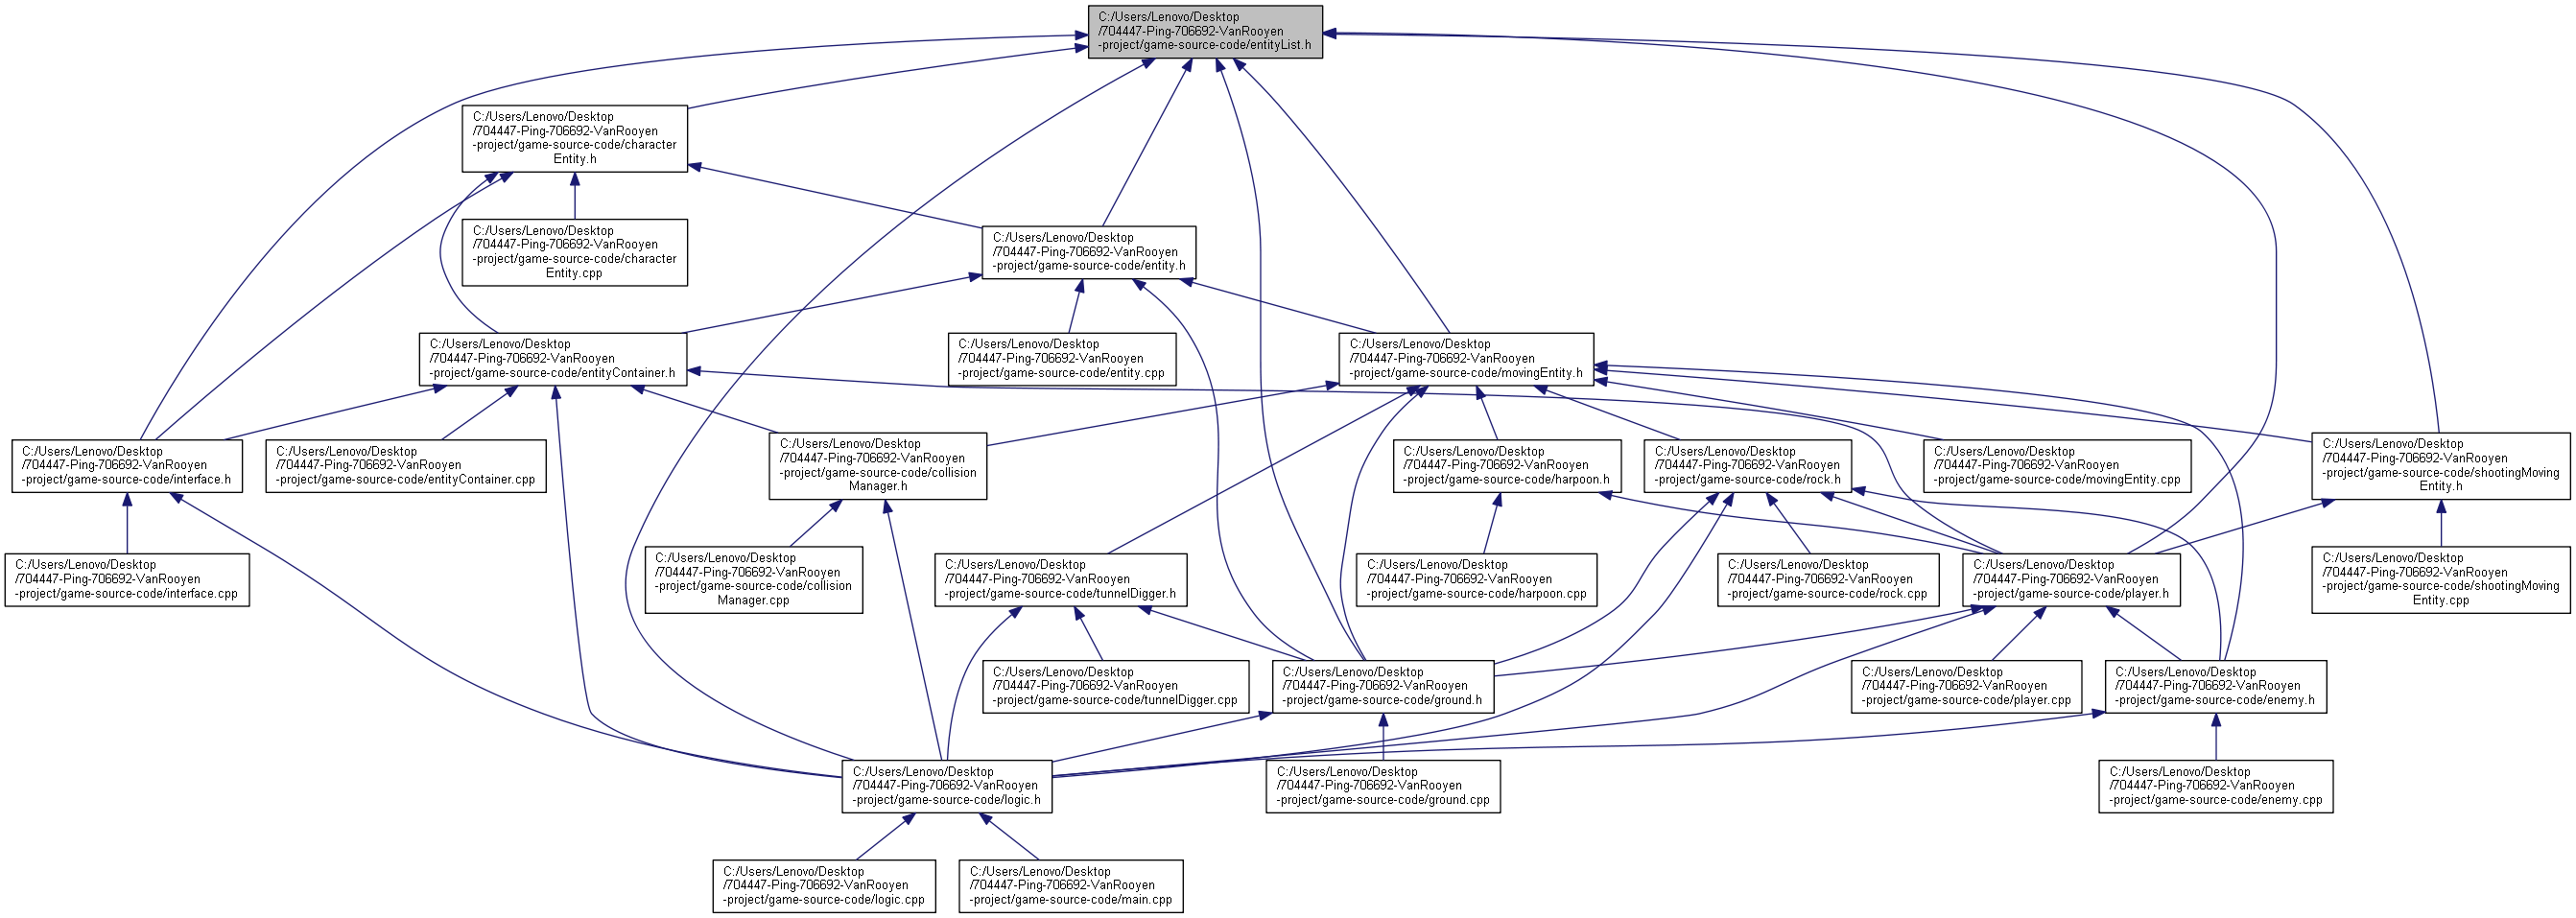 C:/Users/Lenovo/Desktop
/704447-Ping-706692-VanRooyen
-project/game-source-code/entityList.h
C:/Users/Lenovo/Desktop
/704447-Ping-706692-VanRooyen
-project/game-source-code/character
Entity.h
C:/Users/Lenovo/Desktop
/704447-Ping-706692-VanRooyen
-project/game-source-code/character
Entity.cpp
C:/Users/Lenovo/Desktop
/704447-Ping-706692-VanRooyen
-project/game-source-code/entity.h
C:/Users/Lenovo/Desktop
/704447-Ping-706692-VanRooyen
-project/game-source-code/entityContainer.h
C:/Users/Lenovo/Desktop
/704447-Ping-706692-VanRooyen
-project/game-source-code/entity.cpp
C:/Users/Lenovo/Desktop
/704447-Ping-706692-VanRooyen
-project/game-source-code/movingEntity.h
C:/Users/Lenovo/Desktop
/704447-Ping-706692-VanRooyen
-project/game-source-code/interface.h
C:/Users/Lenovo/Desktop
/704447-Ping-706692-VanRooyen
-project/game-source-code/entityContainer.cpp
C:/Users/Lenovo/Desktop
/704447-Ping-706692-VanRooyen
-project/game-source-code/collision
Manager.h
C:/Users/Lenovo/Desktop
/704447-Ping-706692-VanRooyen
-project/game-source-code/harpoon.h
C:/Users/Lenovo/Desktop
/704447-Ping-706692-VanRooyen
-project/game-source-code/rock.h
C:/Users/Lenovo/Desktop
/704447-Ping-706692-VanRooyen
-project/game-source-code/movingEntity.cpp
C:/Users/Lenovo/Desktop
/704447-Ping-706692-VanRooyen
-project/game-source-code/shootingMoving
Entity.h
C:/Users/Lenovo/Desktop
/704447-Ping-706692-VanRooyen
-project/game-source-code/interface.cpp
C:/Users/Lenovo/Desktop
/704447-Ping-706692-VanRooyen
-project/game-source-code/collision
Manager.cpp
C:/Users/Lenovo/Desktop
/704447-Ping-706692-VanRooyen
-project/game-source-code/tunnelDigger.h
C:/Users/Lenovo/Desktop
/704447-Ping-706692-VanRooyen
-project/game-source-code/harpoon.cpp
C:/Users/Lenovo/Desktop
/704447-Ping-706692-VanRooyen
-project/game-source-code/rock.cpp
C:/Users/Lenovo/Desktop
/704447-Ping-706692-VanRooyen
-project/game-source-code/player.h
C:/Users/Lenovo/Desktop
/704447-Ping-706692-VanRooyen
-project/game-source-code/shootingMoving
Entity.cpp
C:/Users/Lenovo/Desktop
/704447-Ping-706692-VanRooyen
-project/game-source-code/tunnelDigger.cpp
C:/Users/Lenovo/Desktop
/704447-Ping-706692-VanRooyen
-project/game-source-code/ground.h
C:/Users/Lenovo/Desktop
/704447-Ping-706692-VanRooyen
-project/game-source-code/player.cpp
C:/Users/Lenovo/Desktop
/704447-Ping-706692-VanRooyen
-project/game-source-code/enemy.h
C:/Users/Lenovo/Desktop
/704447-Ping-706692-VanRooyen
-project/game-source-code/logic.h
C:/Users/Lenovo/Desktop
/704447-Ping-706692-VanRooyen
-project/game-source-code/ground.cpp
C:/Users/Lenovo/Desktop
/704447-Ping-706692-VanRooyen
-project/game-source-code/enemy.cpp
C:/Users/Lenovo/Desktop
/704447-Ping-706692-VanRooyen
-project/game-source-code/logic.cpp
C:/Users/Lenovo/Desktop
/704447-Ping-706692-VanRooyen
-project/game-source-code/main.cpp